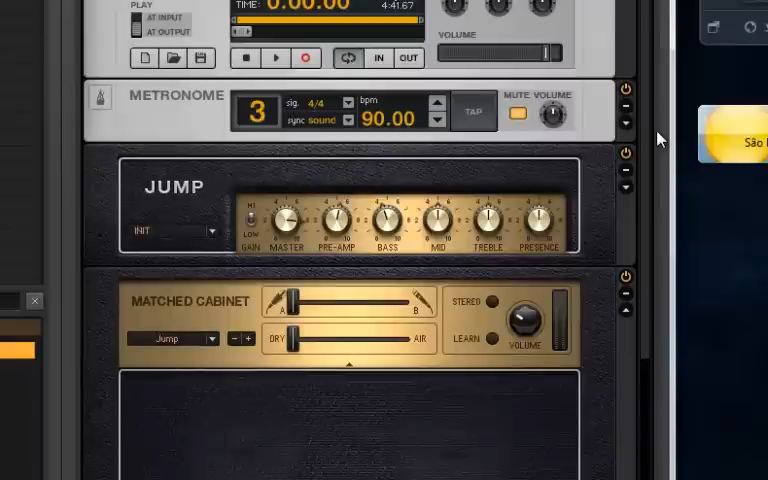 PLAY
TIME: 0:00.00
4:41.67
AT INPUT
AT OUTPUT
VOLUME
IN OUT
METRONOME
3
sig. 4/4
bpm
sync sound
90.00
TAP
MUTE VOLUME
São
JUMP
INIT
HI
LOW
GAIN MASTER PRE-AMP BASS MID TREBLE PRESENCE
MATCHED CABINET
A
B
STEREO
Jump
- +
DRY
AIR
LEARN
VOLUME